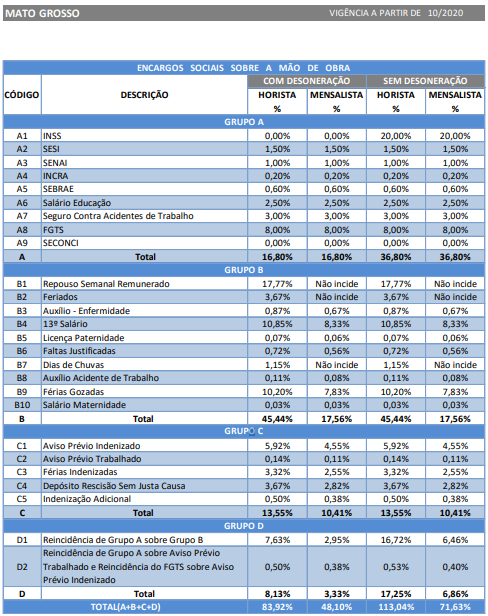 MATO GROSSO VIGÊNCIA A PARTIR DE 10/2020
ENCARGOS SOCIAIS SOBRE A MÃO DE OBRA
CÓDIGO DESCRIÇÃO COM DESONERAÇÃO SEM DESONERAÇÃO
HORISTA MENSALISTA HORISTA MENSALISTA
% % % %
GRUPO A
A1 INSS 0,00% 0,00% 20,00% 20,00%
A2 SESI 1,50% 1,50% 1,50% 1,50%
A3 SENAI 1,00% 1,00% 1,00% 1,00%
A4 INCRA 0,20% 0,20% 0,20% 0,20%
A5 SEBRAE 0,60% 0,60% 0,60% 0,60%
A6 Salário Educação 2,50% 2,50% 2,50% 2,50%
A7 Seguro Contra Acidentes de Trabalho 3,00% 3,00% 3,00% 3,00%
A8 FGTS 8,00% 8,00% 8,00% 8,00%
A9 SECONCI 0,00% 0,00% 0,00% 0,00%
A Total 16,80% 16,80% 36,80% 36,80%
GRUPO B
B1 Repouso Semanal Remunerado 17,77% Não incide 17,77% Não incide
B2 Feriados 3,67% Não incide 3,67% Não incide
B3 Auxílio - Enfermidade 0,87% 0,67% 0,87% 0,67%
B4 13º Salário 10,85% 8,33% 10,85% 8,33%
B5 Licença Paternidade 0,07% 0,06% 0,07% 0,06%
B6 Faltas Justificadas 0,72% 0,56% 0,72% 0,56%
B7 Dias de Chuvas 1,15% Não incide 1,15% Não incide
B8 Auxílio Acidente de Trabalho 0,11% 0,08% 0,11% 0,08%
B9 Férias Gozadas 10,20% 7,83% 10,20% 7,83%
B10 Salário Maternidade 0,03% 0,03% 0,03% 0,03%
B Total 45,44% 17,56% 45,44% 17,56%
GRUPO C
C1 Aviso Prévio Indenizado 5,92% 4,55% 5,92% 4,55%
C2 Aviso Prévio Trabalhado 0,14% 0,11% 0,14% 0,11%
C3 Férias Indenizadas 3,32% 2,55% 3,32% 2,55%
C4 Depósito Rescisão Sem Justa Causa 3,67% 2,82% 3,67% 2,82%
C5 Indenização Adicional 0,50% 0,38% 0,50% 0,38%
C Total 13,55% 10,41% 13,55% 10,41%
GRUPO D
D1 Reincidência de Grupo A sobre Grupo B 7,63% 2,95% 16,72% 6,46%
Reincidência de Grupo A sobre Aviso Prévio
D2 Trabalhado e Reincidência do FGTS sobre Aviso 0,50% 0,38% 0,53% 0,40%
Prévio Indenizado
D Total 8,13% 3,33% 17,25% 6,86%
TOTAL(A+B+C+D) 83,92% 48,10% 113,04% 71,63%